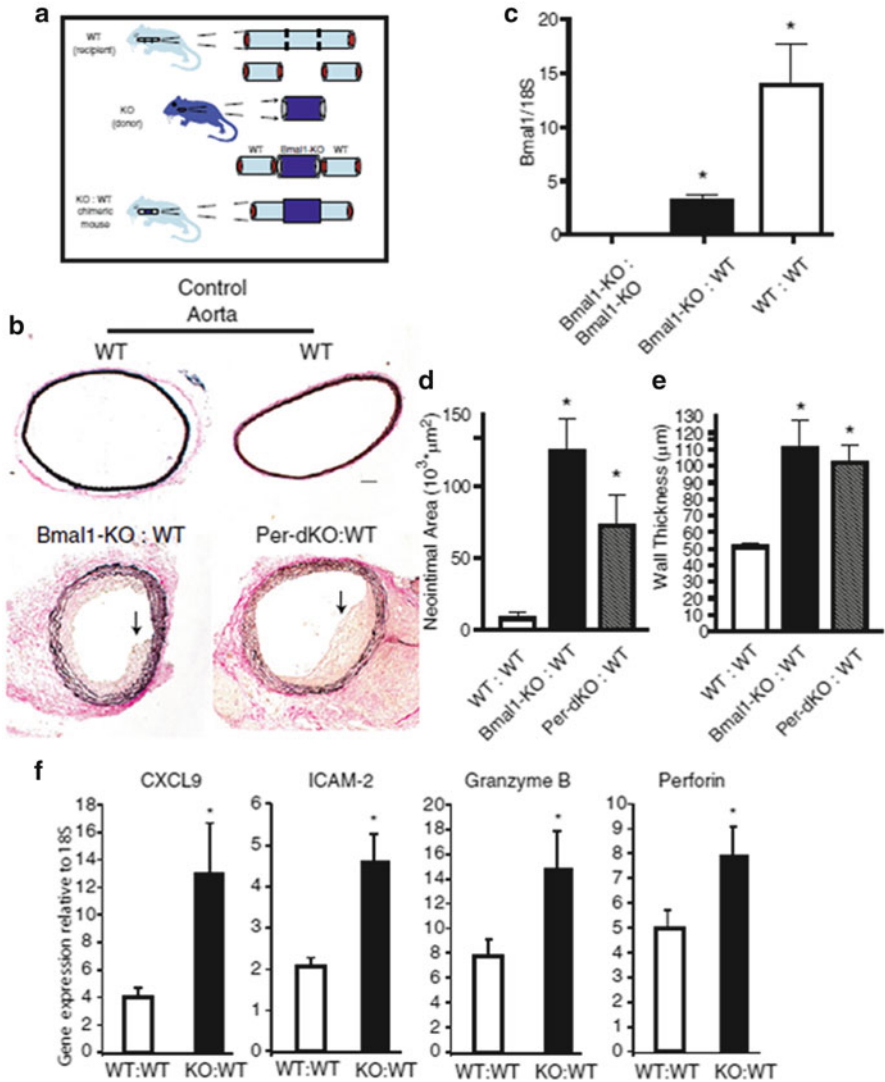 a
WT
(recipient)
KO
(donor)
WT Bmal1-KO WT
KO : WT
chimeric
mouse
c
Bmal1/18S
20
15
10
5
0
Bmal1-KO :
Bmal1-KO
Bmal1-KO : WT
WT : WT
*
*
b
Control
Aorta
WT
WT
Bmal1-KO : WT
Per-dKO:WT
d
Neointimal Area (10³*µm²)
150
100
50
0
WT : WT
Bmal1-KO : WT
Per-dKO : WT
*
*
e
Wall Thickness (µm)
130
120
110
100
90
80
70
60
50
40
30
20
10
0
WT : WT
Bmal1-KO : WT
Per-dKO : WT
*
*
f
Gene expression relative to 18S
CXCL9
18
16
14
12
10
8
6
4
2
0
*
WT:WT KO:WT
ICAM-2
6
5
4
3
2
1
0
*
WT:WT KO:WT
Granzyme B
20
18
16
14
12
10
8
6
4
2
0
*
WT:WT KO:WT
Perforin
10
9
8
7
6
5
4
3
2
1
0
*
WT:WT KO:WT